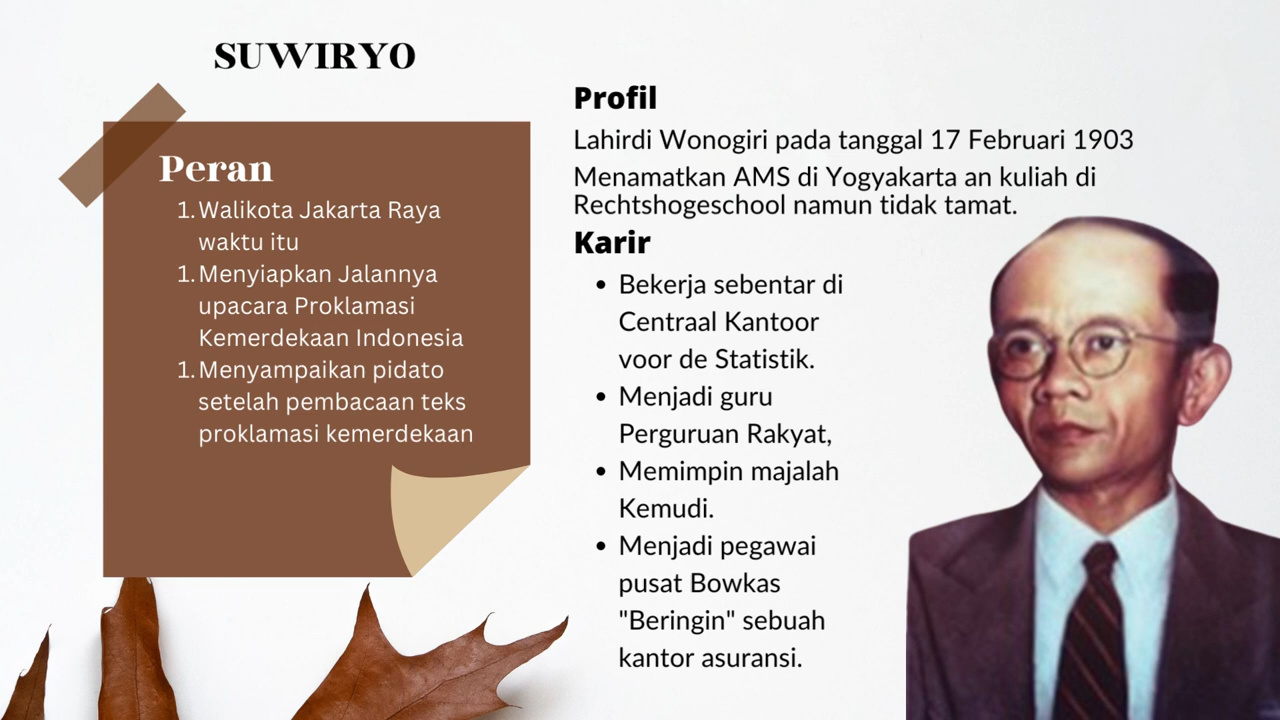 SUWIRYO
Peran
1. Walikota Jakarta Raya
waktu itu
1. Menyiapkan Jalannya
upacara Proklamasi
Kemerdekaan Indonesia
1. Menyampaikan pidato
setelah pembacaan teks
proklamasi kemerdekaan
Profil
Lahirdi Wonogiri pada tanggal 17 Februari 1903
Menamatkan AMS di Yogyakarta an kuliah di
Rechtshogeschool namun tidak tamat.
Karir
• Bekerja sebentar di
Centraal Kantoor
voor de Statistik.
• Menjadi guru
Perguruan Rakyat,
• Memimpin majalah
Kemudi.
• Menjadi pegawai
pusat Bowkas
"Beringin" sebuah
kantor asuransi.